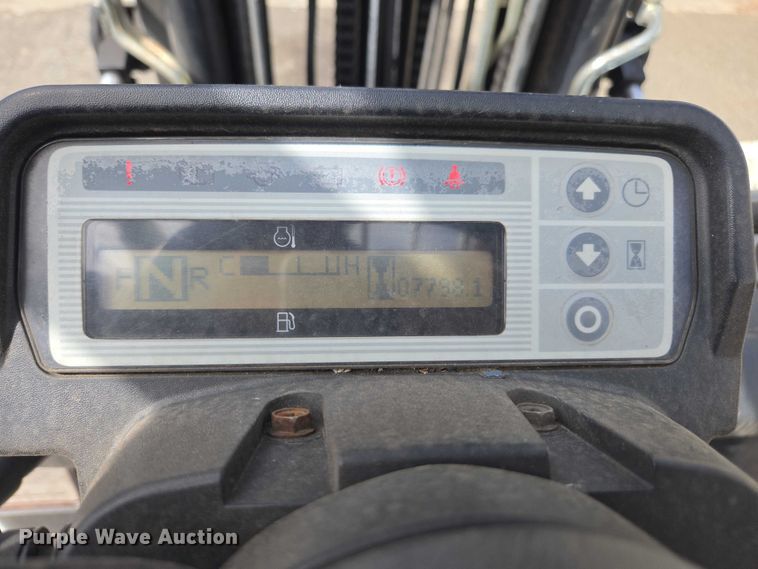 F N R C H 07798.1
Purple Wave Auction